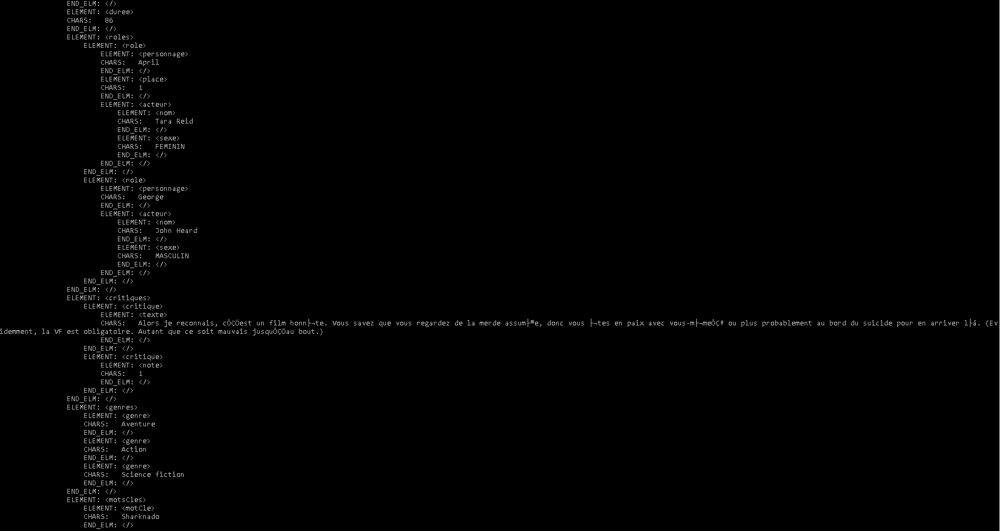 END_ELM: </>
ELEMENT: <duree>
CHARS:   86
END_ELM: </>
ELEMENT: <roles>
ELEMENT: <role>
ELEMENT: <personnage>
CHARS:   April
END_ELM: </>
ELEMENT: <place>
CHARS:   1
END_ELM: </>
ELEMENT: <acteur>
ELEMENT: <nom>
CHARS:   Tara Reid
END_ELM: </>
ELEMENT: <sexe>
CHARS:   FEMININ
END_ELM: </>
END_ELM: </>
END_ELM: </>
ELEMENT: <role>
ELEMENT: <personnage>
CHARS:   George
END_ELM: </>
ELEMENT: <acteur>
ELEMENT: <nom>
CHARS:   John Heard
END_ELM: </>
ELEMENT: <sexe>
CHARS:   MASCULIN
END_ELM: </>
END_ELM: </>
END_ELM: </>
END_ELM: </>
ELEMENT: <critiques>
ELEMENT: <critique>
ELEMENT: <texte>
CHARS:   Alors je reconnais, cÔÇÖest un film honn├¬te. Vous savez que vous regardez de la merde assum├®e, donc vous ├¬tes en paix avec vous-m├¬meÔÇª ou plus probablement au bord du suicide pour en arriver l├á. (Ev
idemment, la VF est obligatoire. Autant que ce soit mauvais jusquÔÇÖau bout.)
END_ELM: </>
END_ELM: </>
ELEMENT: <critique>
ELEMENT: <note>
CHARS:   1
END_ELM: </>
END_ELM: </>
END_ELM: </>
ELEMENT: <genres>
ELEMENT: <genre>
CHARS:   Aventure
END_ELM: </>
ELEMENT: <genre>
CHARS:   Action
END_ELM: </>
ELEMENT: <genre>
CHARS:   Science fiction
END_ELM: </>
END_ELM: </>
ELEMENT: <motsCles>
ELEMENT: <motCle>
CHARS:   Sharknado
END_ELM: </>